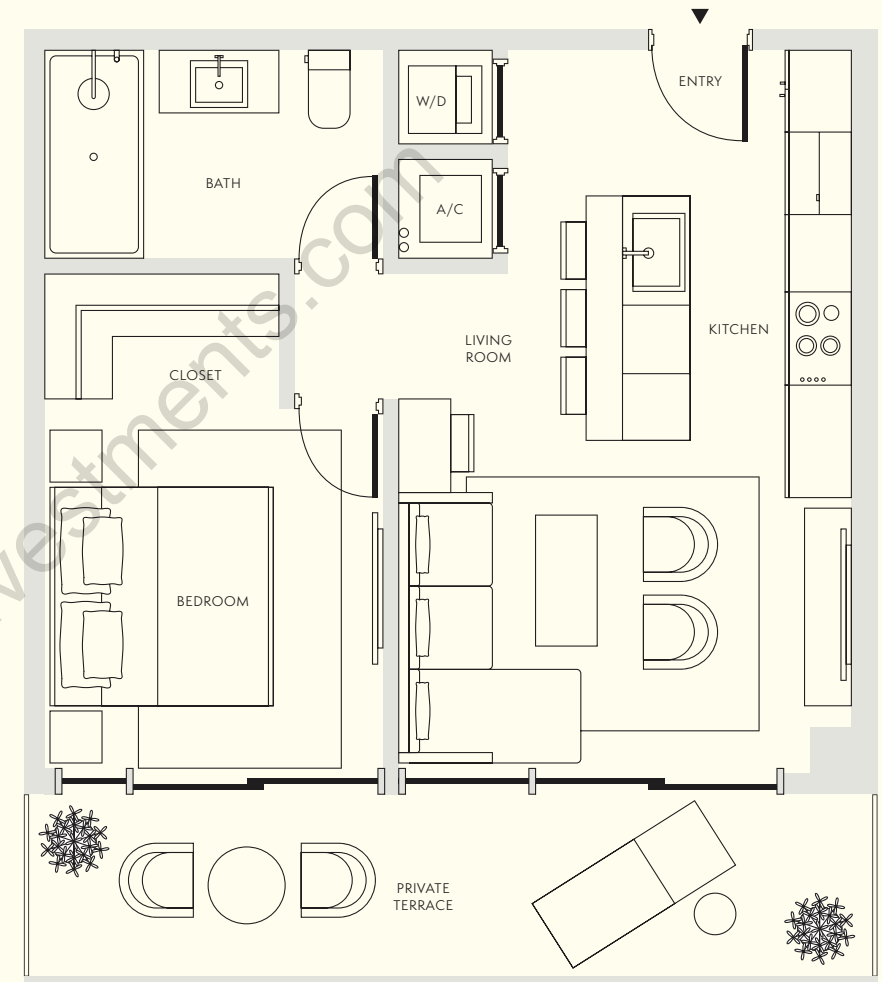 ENTRY
W/D
BATH
A/C
LIVING
ROOM
KITCHEN
CLOSET
BEDROOM
PRIVATE
TERRACE
vestments.com